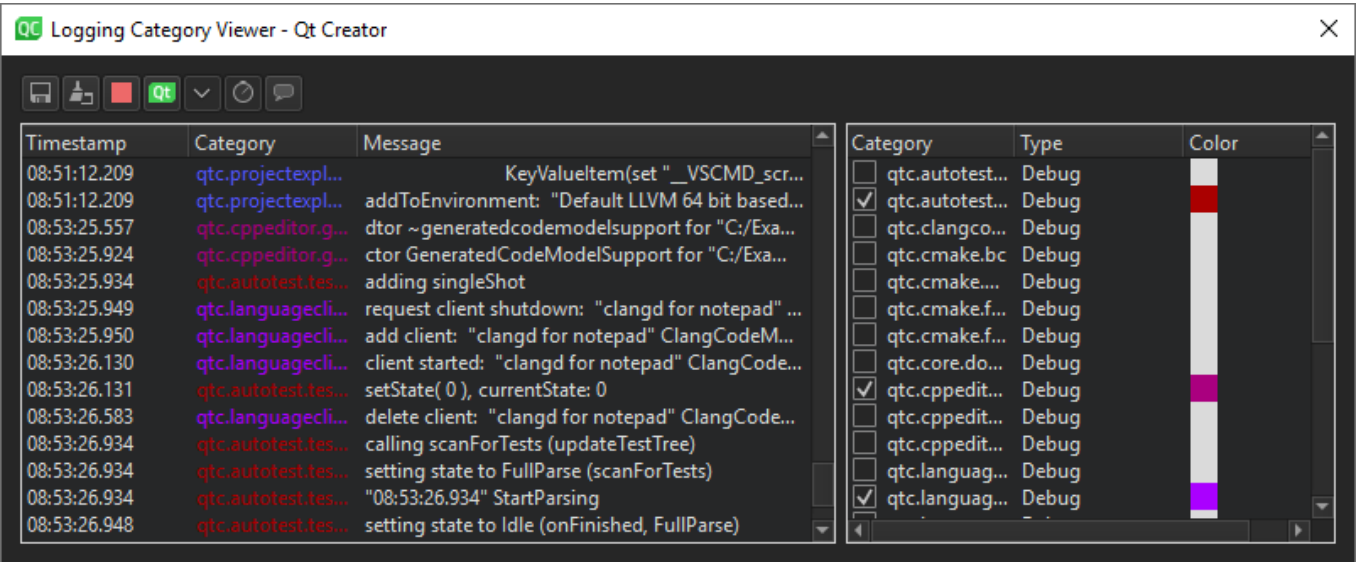 QC Logging Category Viewer - Qt Creator
Qt
Timestamp Category Message
08:51:12.209 qtc.projectexpl... KeyValueItem(set "__VSCMD_scr...
08:51:12.209 qtc.projectexpl... addToEnvironment: "Default LLVM 64 bit based...
08:53:25.557 qtc.cppeditor.g... dtor ~generatedcodemodelsupport for "C:/Exa...
08:53:25.924 qtc.cppeditor.g... ctor GeneratedCodeModelSupport for "C:/Exa...
08:53:25.934 qtc.autotest.tes... adding singleShot
08:53:25.949 qtc.languagecli... request client shutdown: "clangd for notepad" ...
08:53:25.950 qtc.languagecli... add client: "clangd for notepad" ClangCodeM...
08:53:26.130 qtc.languagecli... client started: "clangd for notepad" ClangCode...
08:53:26.131 qtc.autotest.tes... setState( 0 ), currentState: 0
08:53:26.583 qtc.languagecli... delete client: "clangd for notepad" ClangCode...
08:53:26.934 qtc.autotest.tes... calling scanForTests (updateTestTree)
08:53:26.934 qtc.autotest.tes... setting state to FullParse (scanForTests)
08:53:26.934 qtc.autotest.tes... "08:53:26.934" StartParsing
08:53:26.948 qtc.autotest.tes... setting state to Idle (onFinished, FullParse)
Category Type Color
qtc.autotest... Debug
qtc.autotest... Debug
qtc.clangco... Debug
qtc.cmake.bc Debug
qtc.cmake.... Debug
qtc.cmake.f... Debug
qtc.cmake.f... Debug
qtc.core.do... Debug
qtc.cppedit... Debug
qtc.cppedit... Debug
qtc.cppedit... Debug
qtc.languag... Debug
qtc.languag... Debug